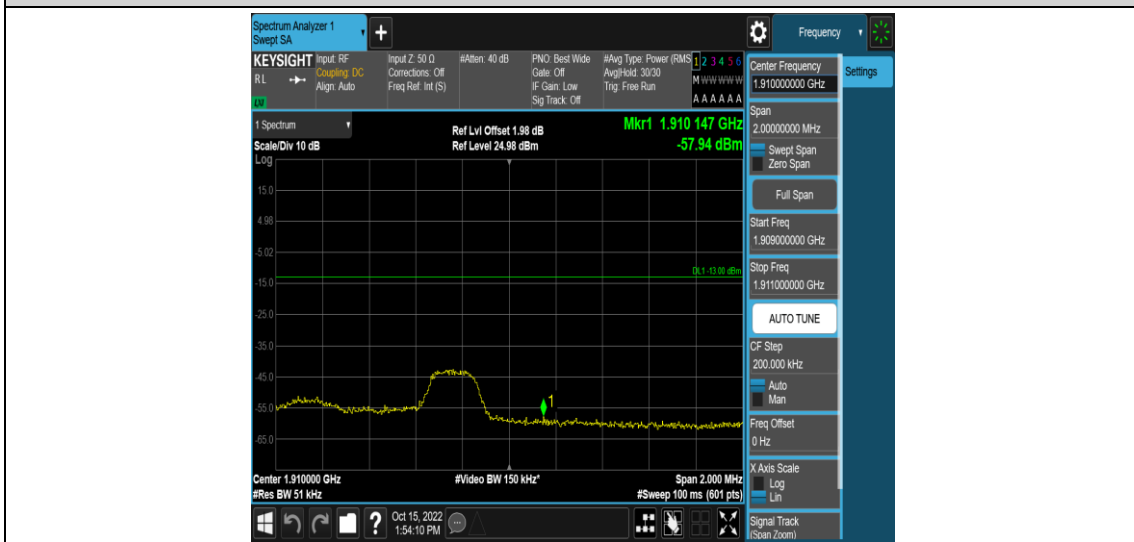 Spectrum Analyzer 1
Swept SA
+
Frequency
KEYSIGHT
R L
Input: RF
Coupling: DC
Align: Auto
Input Z: 50 Ω
Corrections: Off
Freq Ref: Int (S)
#Atten: 40 dB
PNO: Best Wide
Gate: Off
IF Gain: Low
Sig Track: Off
#Avg Type: Power (RMS
Avg|Hold: 30/30
Trig: Free Run
1 2 3 4 5 6
M W W W W W
A A A A A A
1 Spectrum
Scale/Div 10 dB
Ref Lvl Offset 1.98 dB
Ref Level 24.98 dBm
Mkr1 1.910 147 GHz
-57.94 dBm
Log
15.0
4.98
-5.02
-15.0
-25.0
-35.0
-45.0
-55.0
-65.0
DL1 -13.00 dBm
1
Center 1.910000 GHz
#Res BW 51 kHz
#Video BW 150 kHz*
Span 2.000 MHz
#Sweep 100 ms (601 pts)
Center Frequency
1.910000000 GHz
Settings
Span
2.00000000 MHz
Swept Span
Zero Span
Full Span
Start Freq
1.909000000 GHz
Stop Freq
1.911000000 GHz
AUTO TUNE
CF Step
200.000 kHz
Auto
Man
Freq Offset
0 Hz
X Axis Scale
Log
Lin
Signal Track
(Span Zoom)
?
Oct 15, 2022
1:54:10 PM